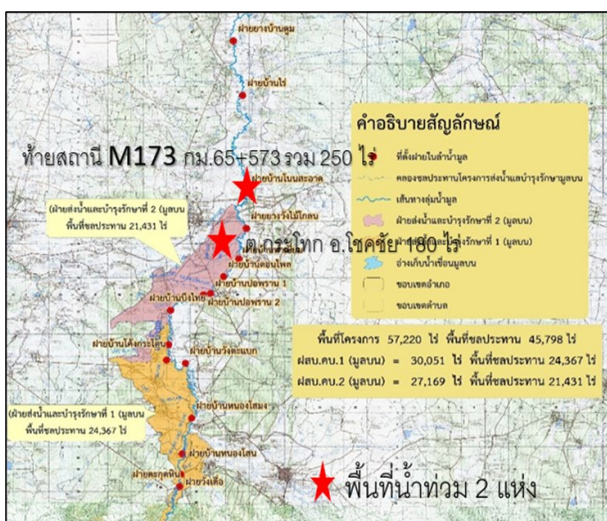 ฝายยางบ้านตูม
ฝายบ้านไร่
ท้ายสถานี M173 กม.65+573 รวม 250 ไร่
ฝายบ้านโนนสะอาด
(ฝ่ายส่งน้ำและบำรุงรักษาที่ 2 (มูลบน
พื้นที่ชลประทาน 21,431 ไร่
ฝายยางวังไม้โกลน
ต.กระโทก อ.โชคชัย 180 ไร่
ฝายบ้านดอนไพล
ฝายบ้านปอพราน 1
ฝายบ้านปอพราน 2
ฝายบ้านบึงไทย
ฝายบ้านโค้งกระโดน
ฝายบ้านวังตะแบก
(ฝ่ายส่งน้ำและบำรุงรักษาที่ 1 (มูลบน
พื้นที่ชลประทาน 24,367 ไร่
ฝายบ้านหนองโสมง
ฝายบ้านหนองโสน
ฝายตะกุดหิน
ฝายวังเดื่อ
คำอธิบายสัญลักษณ์
ที่ตั้งฝายในลำน้ำมูล
คลองชลประทานโครงการส่งน้ำแลบำรุงรักษามูลบน
เส้นทางลุ่มน้ำมูล
ฝ่ายส่งน้ำและบำรุงรักษาที่ 2 (มูลบน)
ฝ่ายส่งน้ำและบำรุงรักษาที่ 1 (มูลบน)
อ่างเก็บน้ำเขื่อนมูลบน
ขอบเขตอำเภอ
ขอบเขตตำบล
พื้นที่โครงการ 57,220 ไร่ พื้นที่ชลประทาน 45,798 ไร่
ฝสบ.คบ.1 (มูลบน) = 30,051 ไร่ พื้นที่ชลประทาน 24,367 ไร่
ฝสบ.คบ.2 (มูลบน) = 27,169 ไร่ พื้นที่ชลประทาน 21,431 ไร่
พื้นที่น้ำท่วม 2 แห่ง